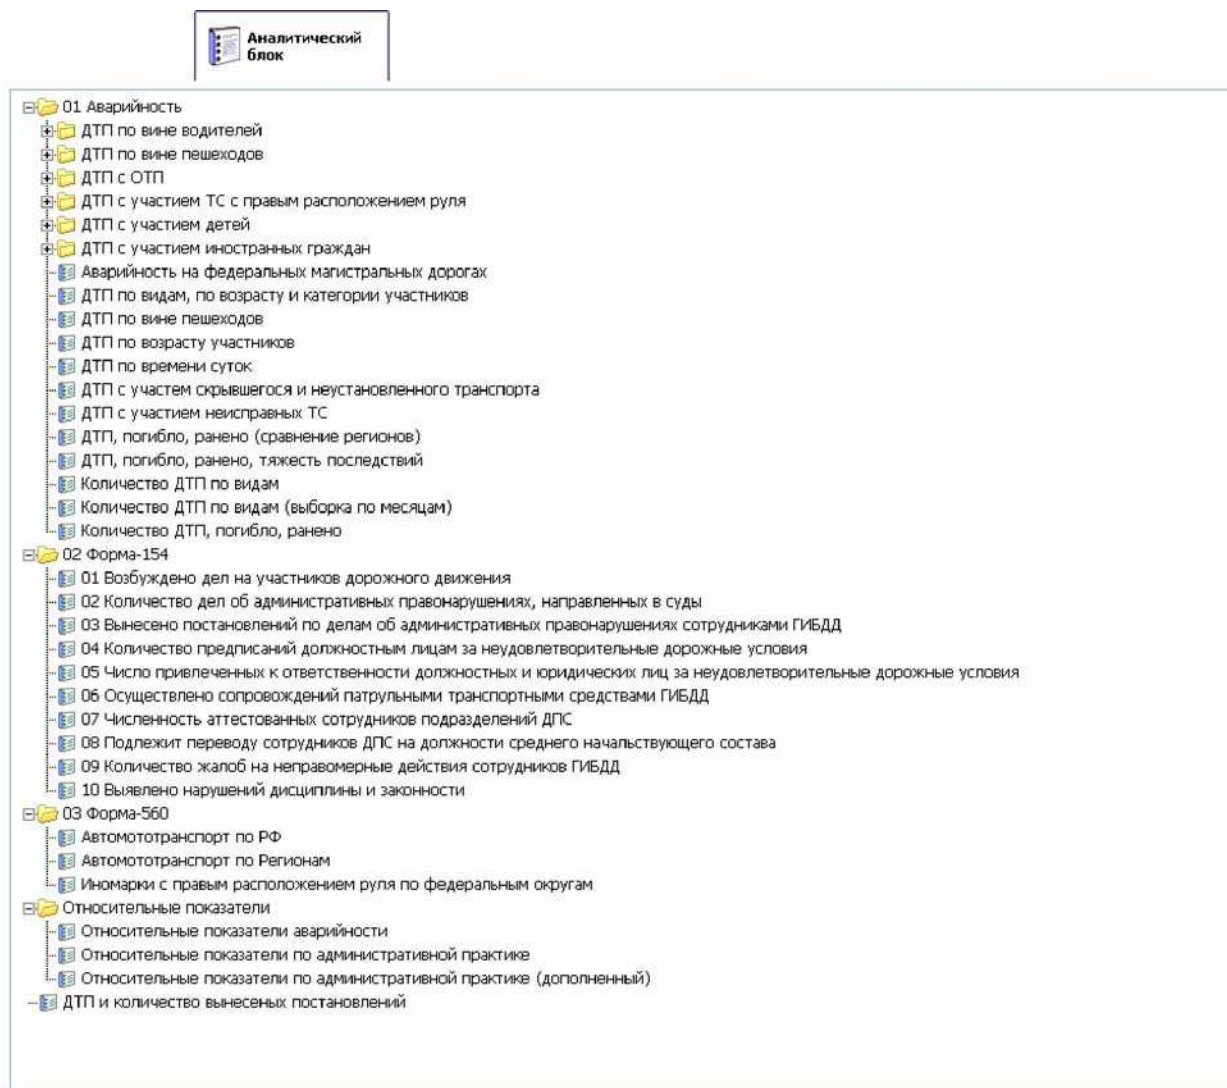 Аналитический
блок
01 Аварийность
ДТП по вине водителей
ДТП по вине пешеходов
ДТП с ОТП
ДТП с участием ТС с правым расположением руля
ДТП с участием детей
ДТП с участием иностранных граждан
Аварийность на федеральных магистральных дорогах
ДТП по видам, по возрасту и категории участников
ДТП по вине пешеходов
ДТП по возрасту участников
ДТП по времени суток
ДТП с участем скрывшегося и неустановленного транспорта
ДТП с участием неисправных ТС
ДТП, погибло, ранено (сравнение регионов)
ДТП, погибло, ранено, тяжесть последствий
Количество ДТП по видам
Количество ДТП по видам (выборка по месяцам)
Количество ДТП, погибло, ранено
02 Форма-154
01 Возбуждено дел на участников дорожного движения
02 Количество дел об административных правонарушениях, направленных в суды
03 Вынесено постановлений по делам об административных правонарушениях сотрудниками ГИБДД
04 Количество предписаний должностным лицам за неудовлетворительные дорожные условия
05 Число привлеченных к ответственности должностных и юридических лиц за неудовлетворительные дорожные условия
06 Осуществлено сопровождений патрульными транспортными средствами ГИБДД
07 Численность аттестованных сотрудников подразделений ДПС
08 Подлежит переводу сотрудников ДПС на должности среднего начальствующего состава
09 Количество жалоб на неправомерные действия сотрудников ГИБДД
10 Выявлено нарушений дисциплины и законности
03 Форма-560
Автомототранспорт по РФ
Автомототранспорт по Регионам
Иномарки с правым расположением руля по федеральным округам
Относительные показатели
Относительные показатели аварийности
Относительные показатели по административной практике
Относительные показатели по административной практике (дополненный)
ДТП и количество вынесеных постановлений